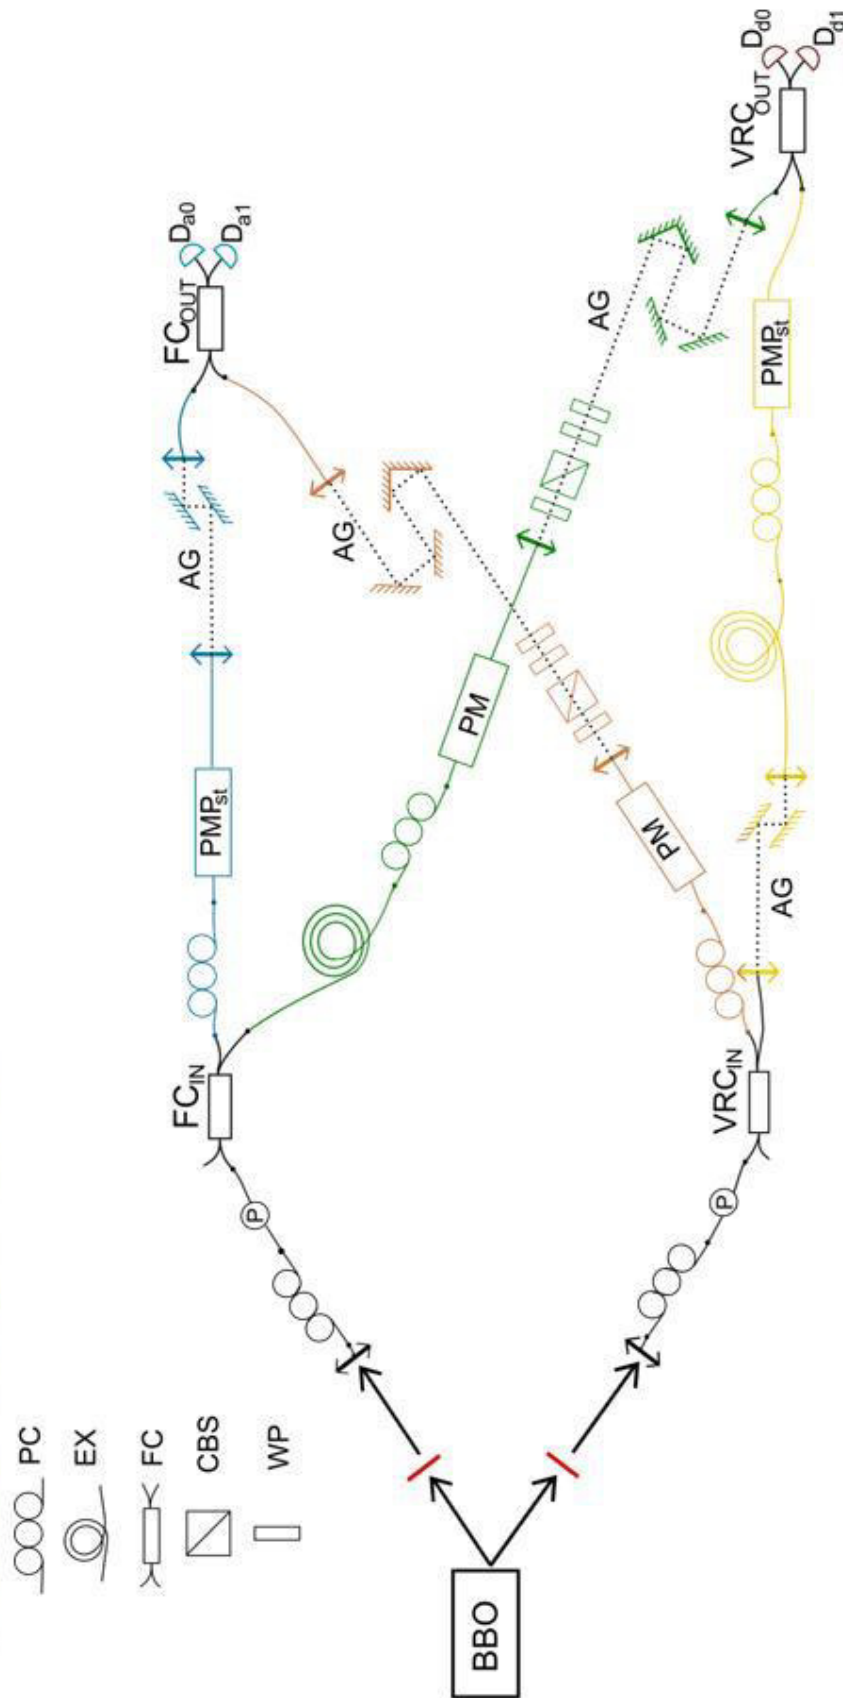 PC
EX
FC
CBS
WP
BBO
P
P
FC_IN
VRC_IN
PMP_st
AG
FC_OUT
D_a0
D_a1
PM
AG
PM
AG
AG
PMP_st
VRC_OUT
D_d0
D_d1